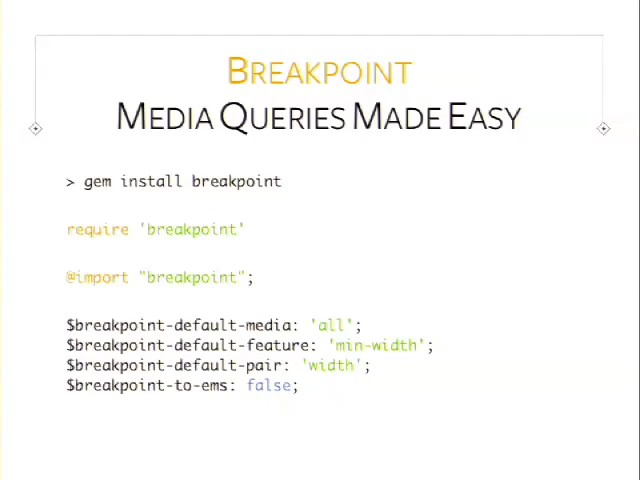 BREAKPOINT
MEDIA QUERIES MADE EASY
> gem install breakpoint
require 'breakpoint'
@import "breakpoint";
$breakpoint-default-media: 'all';
$breakpoint-default-feature: 'min-width';
$breakpoint-default-pair: 'width';
$breakpoint-to-ems: false;